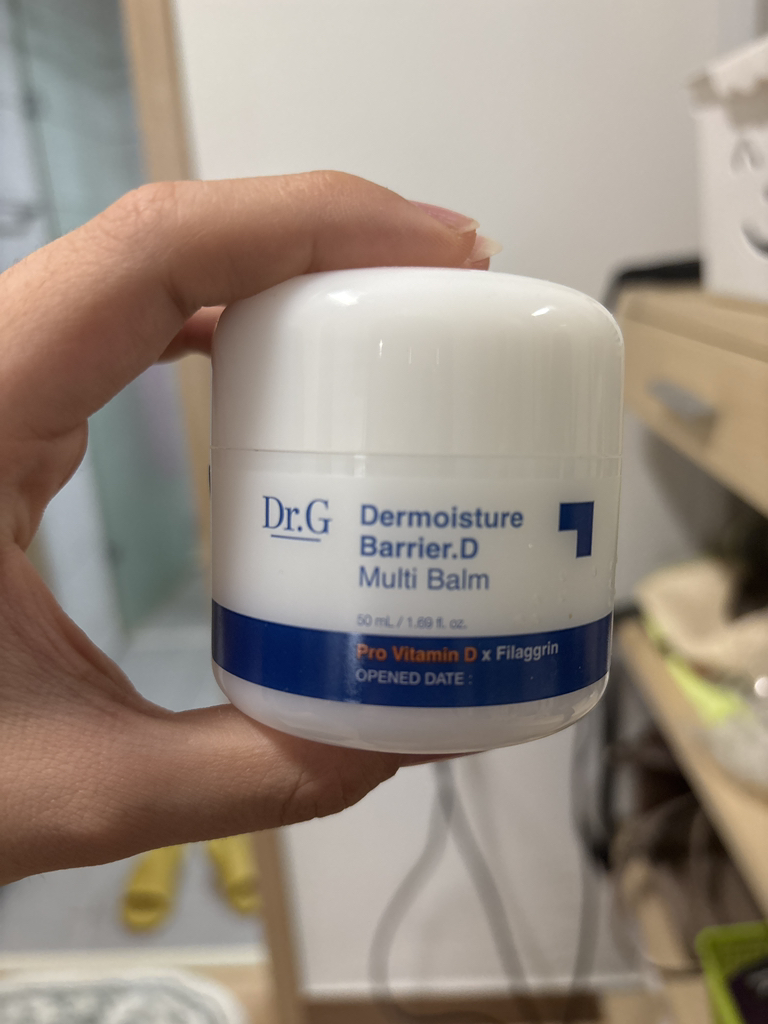 Dr.G
Dermoisture
Barrier.D
Multi Balm
50 mL / 1.69 fl. oz.
Pro Vitamin D x Filaggrin
OPENED DATE :